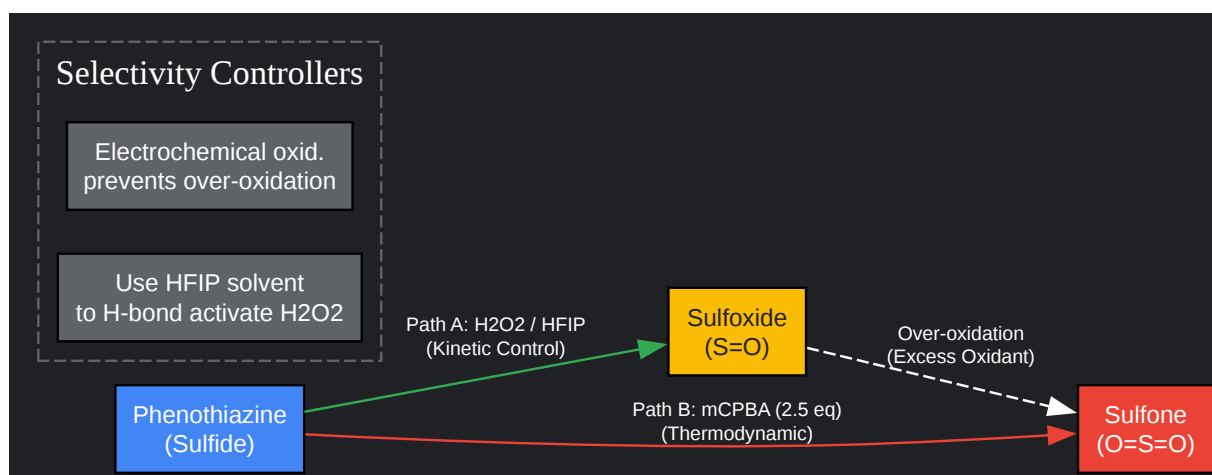 Selectivity Controllers
Electrochemical oxid.
prevents over-oxidation
Use HFIP solvent
to H-bond activate H2O2
Path A: H2O2 / HFIP
(Kinetic Control)
Sulfoxide
(S=O)
Over-oxidation
(Excess Oxidant)
Phenothiazine
(Sulfide)
Path B: mCPBA (2.5 eq)
(Thermodynamic)
Sulfone
(O=S=O)